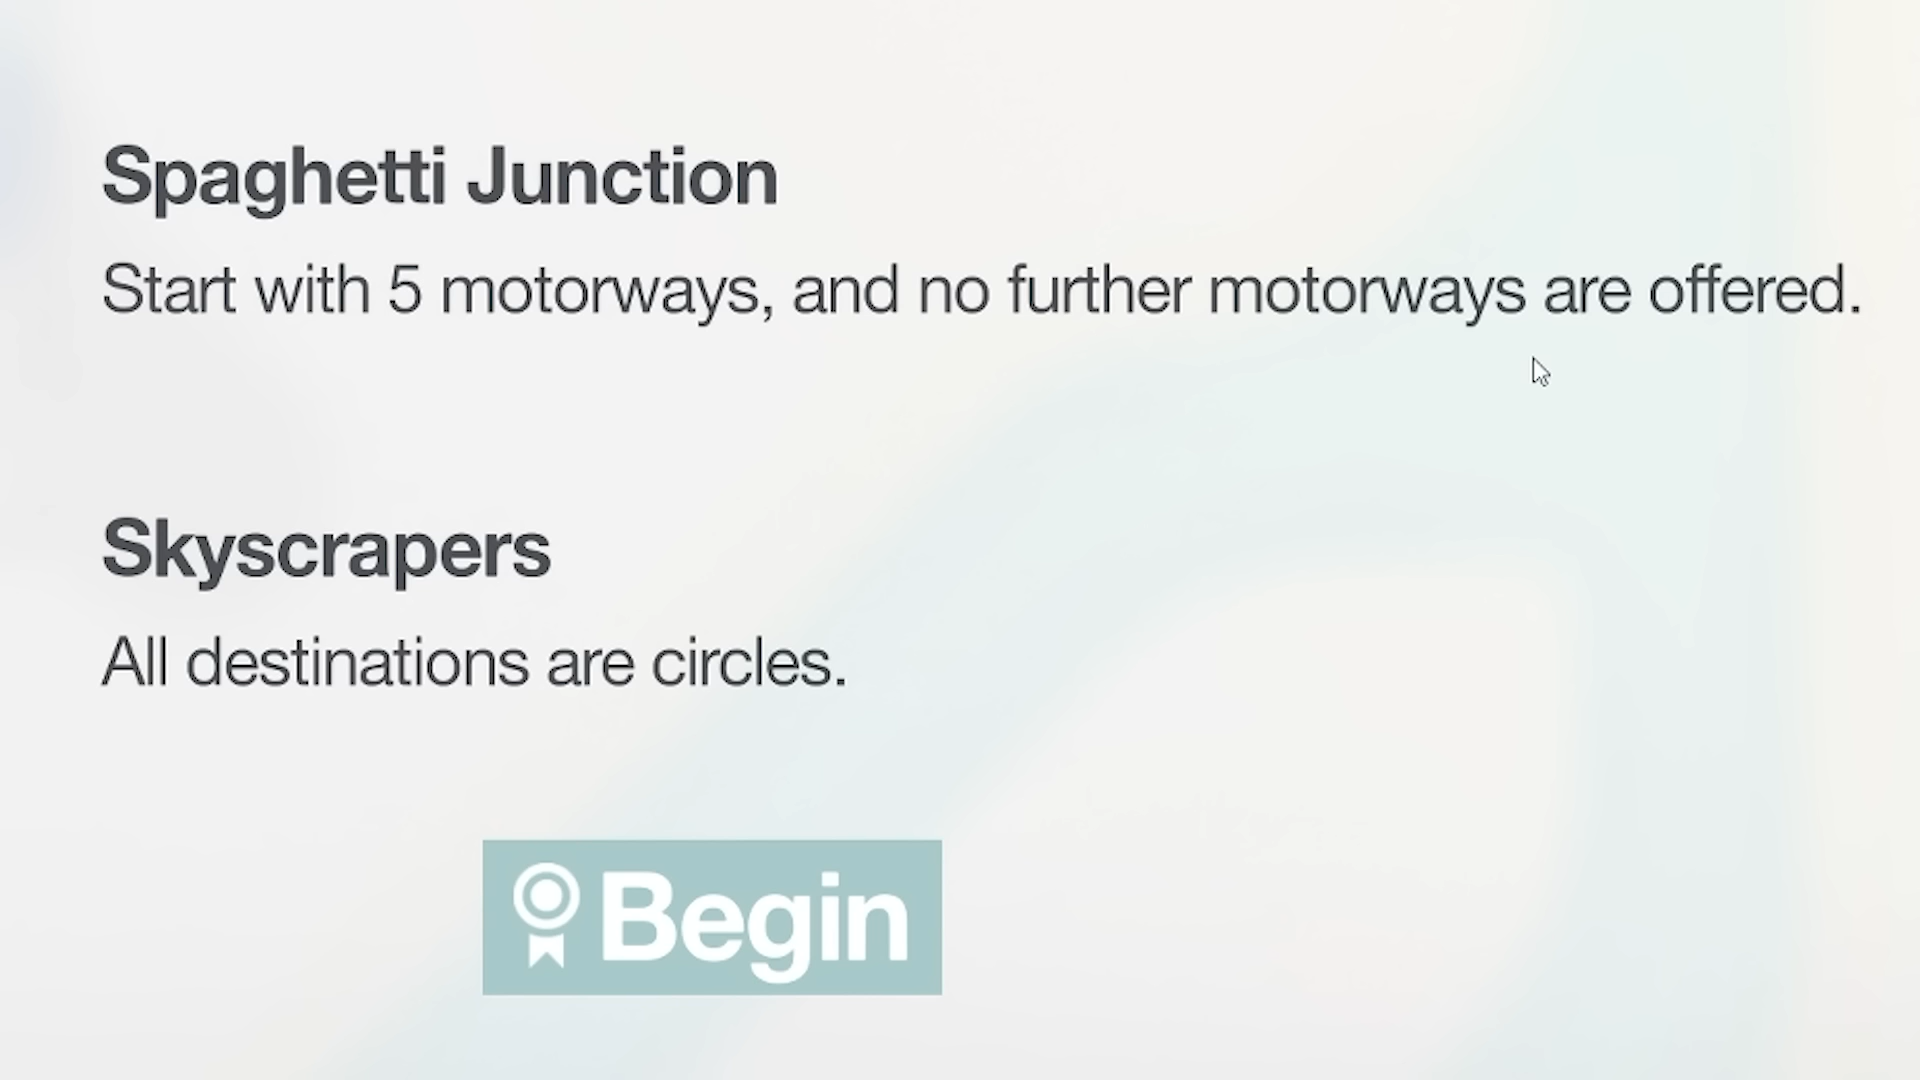 Spaghetti Junction
Start with 5 motorways, and no further motorways are offered.
Skyscrapers
All destinations are circles.
Begin